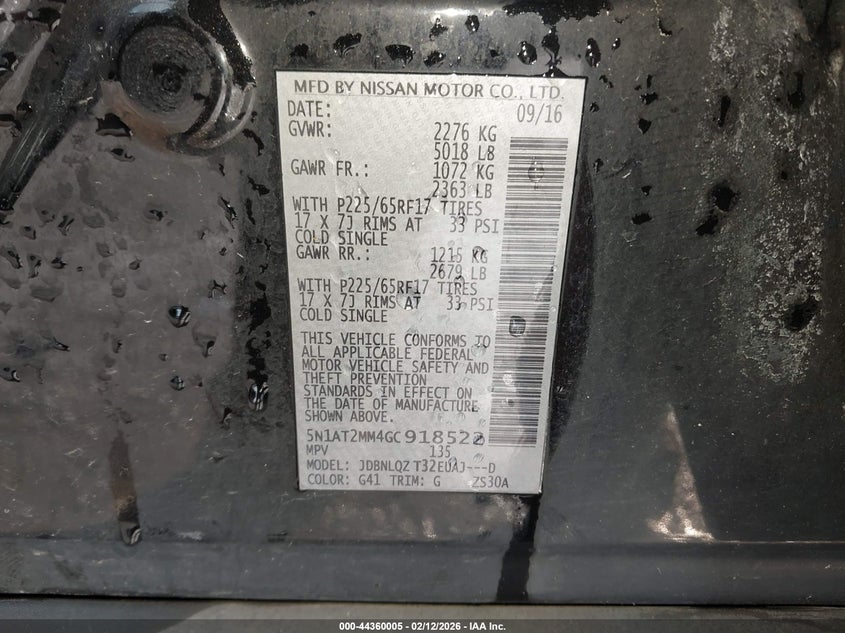 MFD BY NISSAN MOTOR CO., LTD.
DATE: 09/16
GVWR: 2276 KG
5018 LB
GAWR FR.: 1072 KG
2363 LB
WITH P225/65RF17 TIRES
17 X 7J RIMS AT 33 PSI
COLD SINGLE
GAWR RR.: 1215 KG
2679 LB
WITH P225/65RF17 TIRES
17 X 7J RIMS AT 33 PSI
COLD SINGLE
THIS VEHICLE CONFORMS TO
ALL APPLICABLE FEDERAL
MOTOR VEHICLE SAFETY AND
THEFT PREVENTION
STANDARDS IN EFFECT ON
THE DATE OF MANUFACTURE
SHOWN ABOVE.
5N1AT2MM4GC918522
MPV 135
MODEL: JDBNLQZ T32EUAJ---D
COLOR: G41 TRIM: G ZS30A
000-44360005 - 02/12/2026 - IAA Inc.